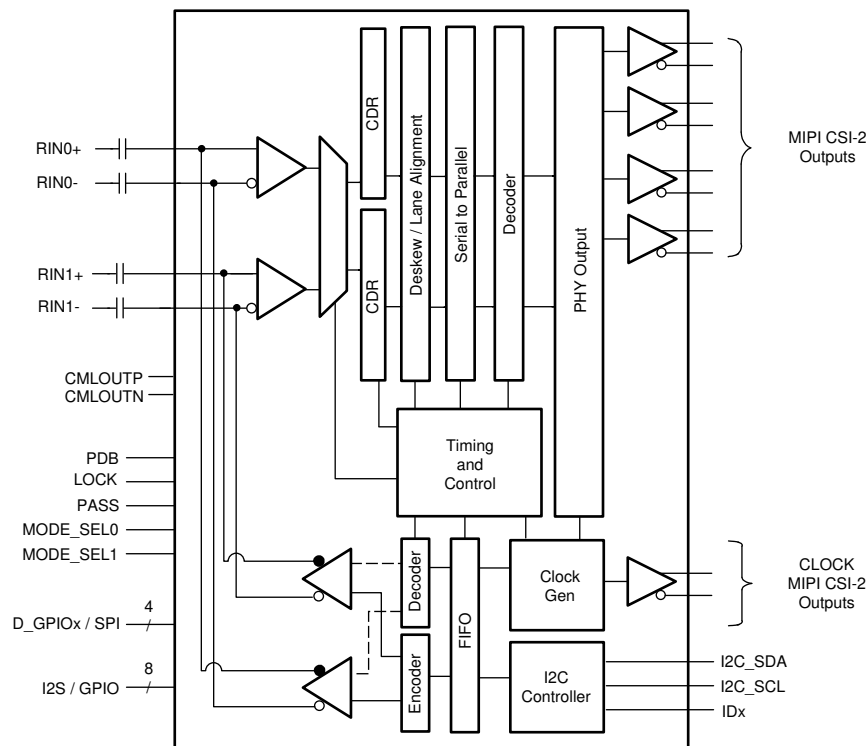 RIN0+
RIN0-
RIN1+
RIN1-
CMLOUTP
CMLOUTN
PDB
LOCK
PASS
MODE_SEL0
MODE_SEL1
4
D_GPIOx / SPI
8
I2S / GPIO
CDR
CDR
Deskew / Lane Alignment
Serial to Parallel
Decoder
PHY Output
Timing
and
Control
Decoder
Encoder
FIFO
Clock
Gen
I2C
Controller
MIPI CSI-2
Outputs
CLOCK
MIPI CSI-2
Outputs
I2C_SDA
I2C_SCL
IDx